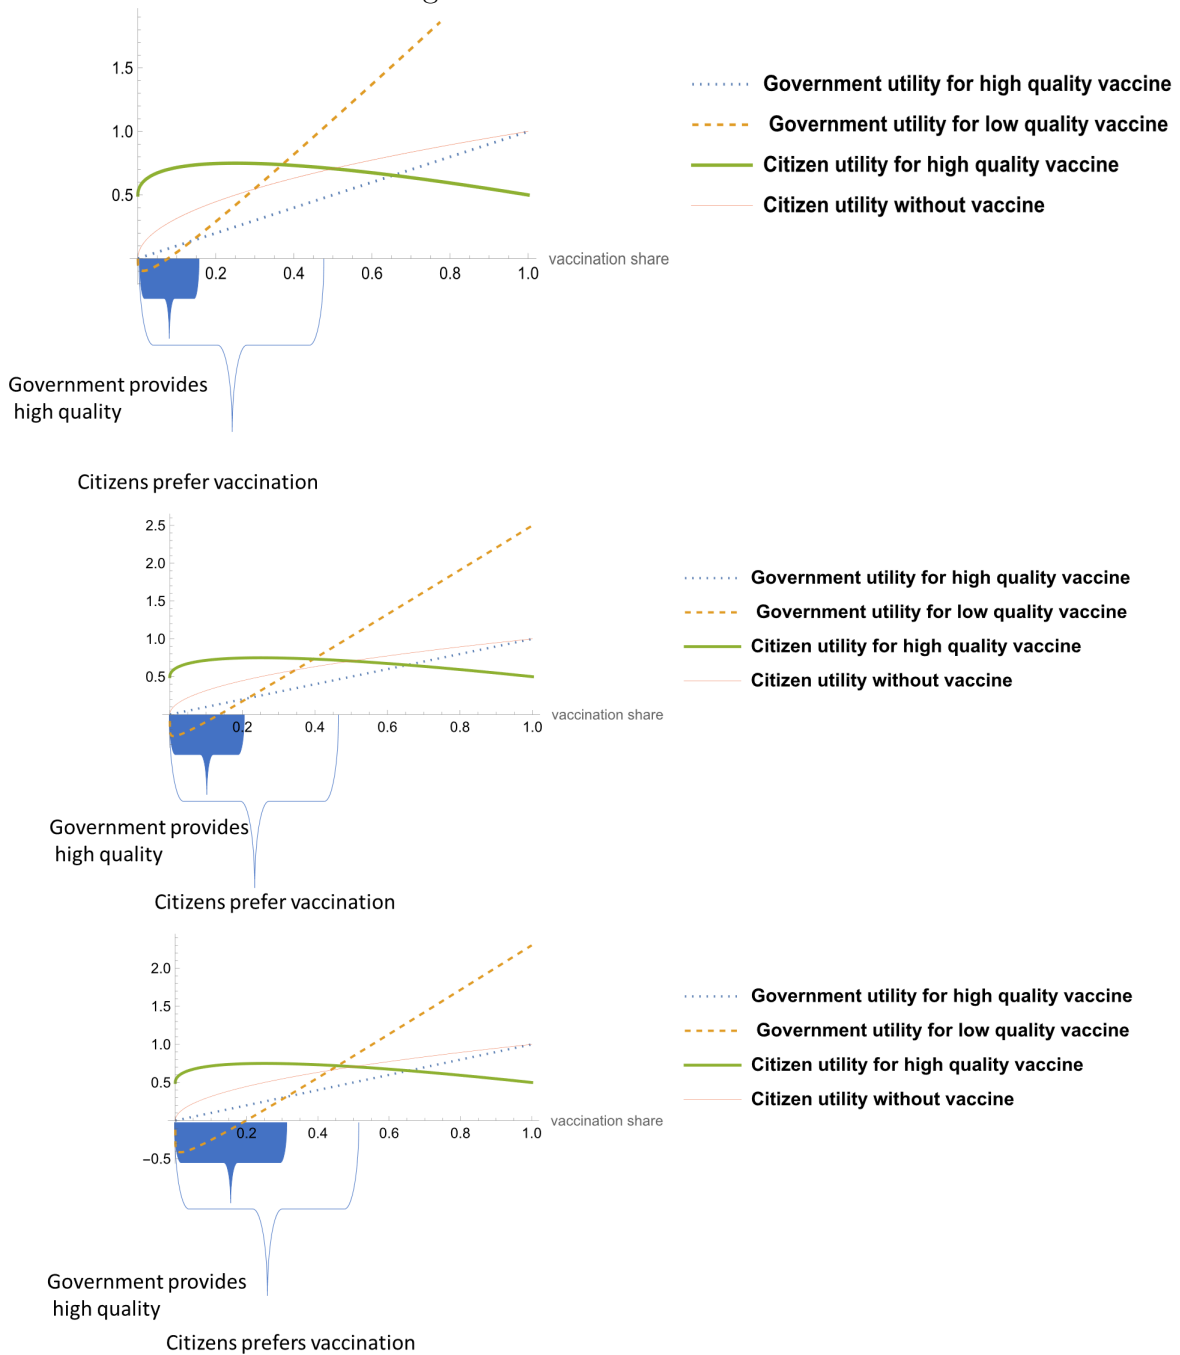 1.5
1.0
0.5
0.2
0.4
0.6
0.8
1.0
vaccination share
Government utility for high quality vaccine
Government utility for low quality vaccine
Citizen utility for high quality vaccine
Citizen utility without vaccine
Government provides
high quality
Citizens prefer vaccination
2.5
2.0
1.5
1.0
0.5
0.2
0.4
0.6
0.8
1.0
vaccination share
Government utility for high quality vaccine
Government utility for low quality vaccine
Citizen utility for high quality vaccine
Citizen utility without vaccine
Government provides
high quality
Citizens prefer vaccination
2.0
1.5
1.0
0.5
−0.5
0.2
0.4
0.6
0.8
1.0
vaccination share
Government utility for high quality vaccine
Government utility for low quality vaccine
Citizen utility for high quality vaccine
Citizen utility without vaccine
Government provides
high quality
Citizens prefers vaccination